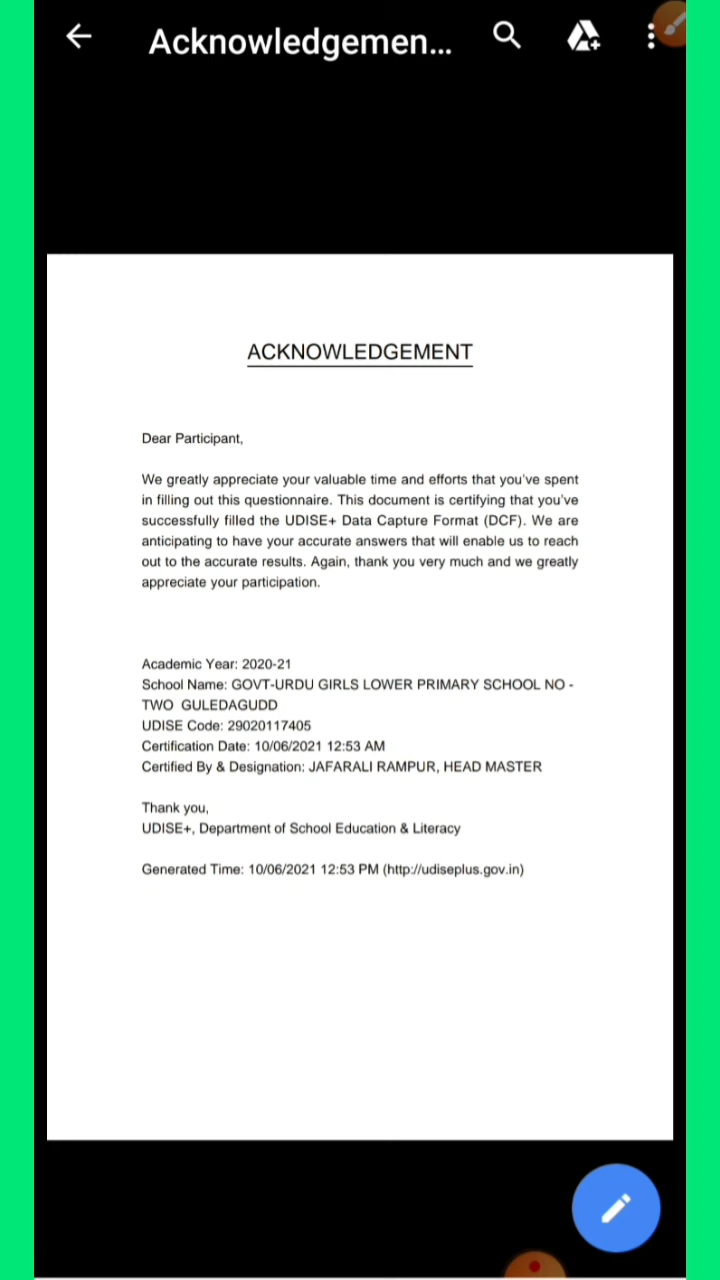 Acknowledgemen...
ACKNOWLEDGEMENT
Dear Participant,
We greatly appreciate your valuable time and efforts that you've spent
in filling out this questionnaire. This document is certifying that you've
successfully filled the UDISE+ Data Capture Format (DCF). We are
anticipating to have your accurate answers that will enable us to reach
out to the accurate results. Again, thank you very much and we greatly
appreciate your participation.
Academic Year: 2020-21
School Name: GOVT-URDU GIRLS LOWER PRIMARY SCHOOL NO -
TWO GULEDAGUDD
UDISE Code: 29020117405
Certification Date: 10/06/2021 12:53 AM
Certified By & Designation: JAFARALI RAMPUR, HEAD MASTER
Thank you,
UDISE+, Department of School Education & Literacy
Generated Time: 10/06/2021 12:53 PM (http://udiseplus.gov.in)